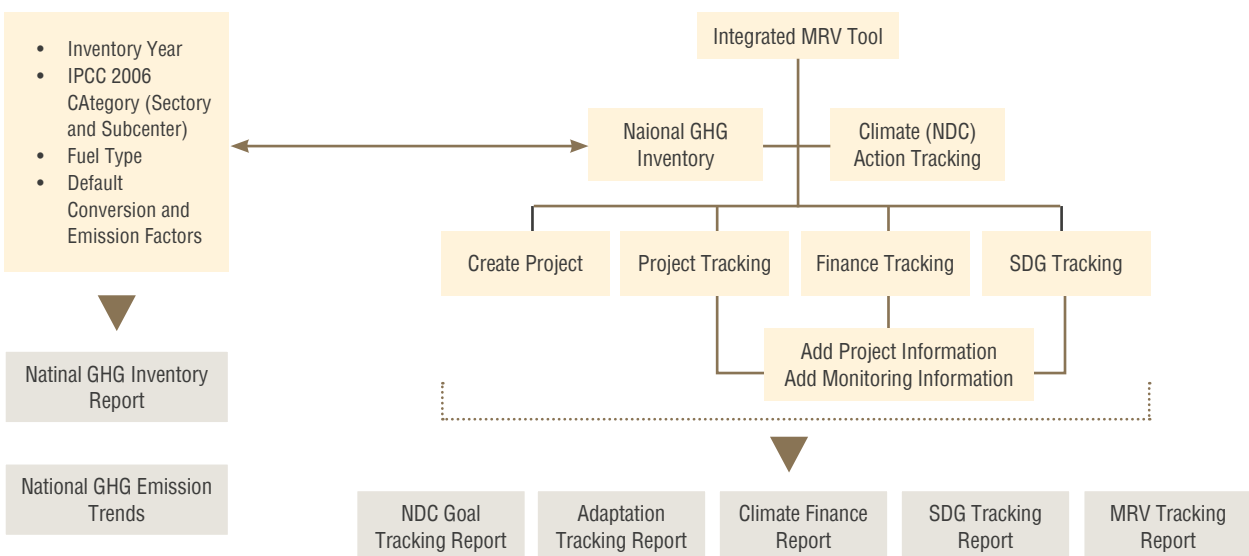 • Inventory Year
• IPCC 2006
CAtegory (Sectory
and Subcenter)
• Fuel Type
• Default
Conversion and
Emission Factors
Natinal GHG Inventory
Report
National GHG Emission
Trends
Integrated MRV Tool
Naional GHG
Inventory
Climate (NDC)
Action Tracking
Create Project
Project Tracking
Finance Tracking
SDG Tracking
Add Project Information
Add Monitoring Information
NDC Goal
Tracking Report
Adaptation
Tracking Report
Climate Finance
Report
SDG Tracking
Report
MRV Tracking
Report